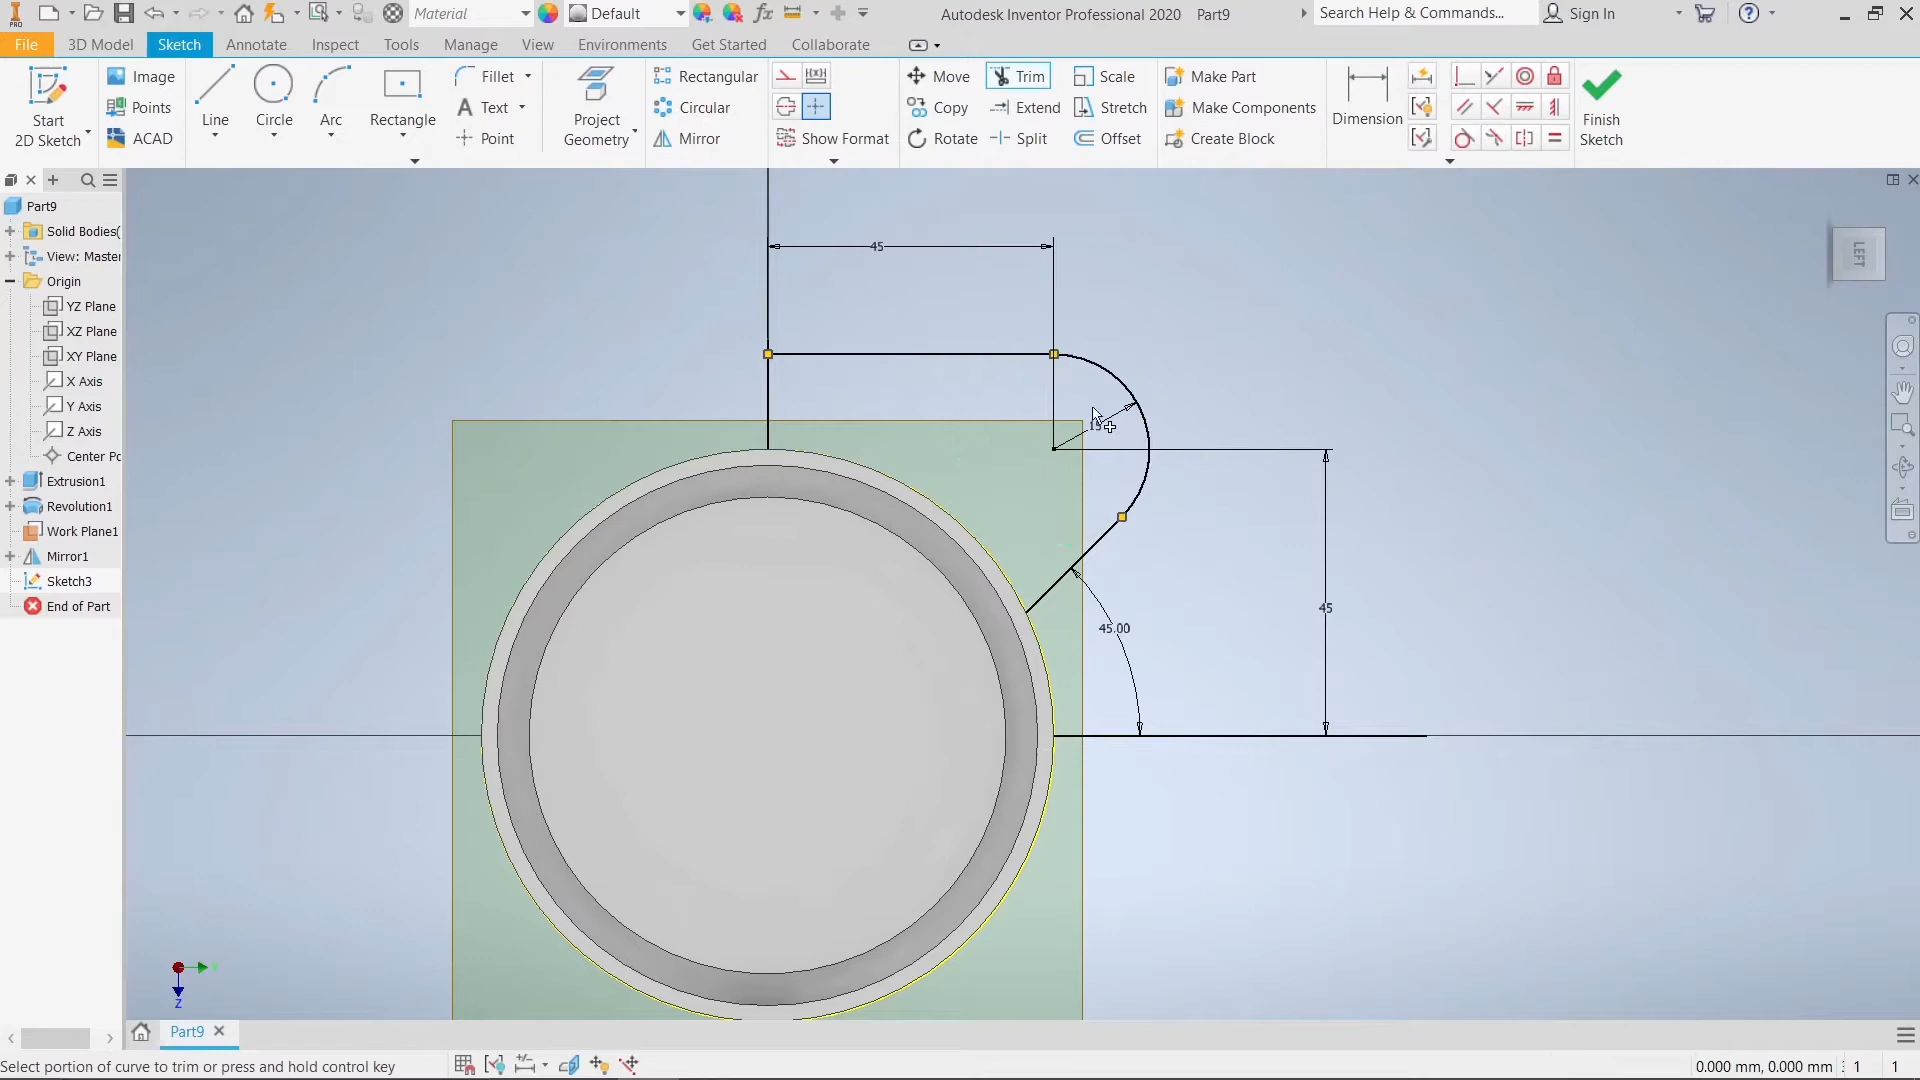 PRO
Material
Default
fx
Autodesk Inventor Professional 2020 Part9
Search Help & Commands...
Sign In
File
3D Model
Sketch
Annotate
Inspect
Tools
Manage
View
Environments
Get Started
Collaborate
Start
2D Sketch
Image
Points
ACAD
Line
Circle
Arc
Rectangle
Fillet
Text
Point
Project
Geometry
Rectangular
Circular
Mirror
Show Format
Move
Copy
Rotate
Trim
Extend
Split
Scale
Stretch
Offset
Make Part
Make Components
Create Block
Dimension
Finish
Sketch
Part9
Solid Bodies(
View: Master
Origin
YZ Plane
XZ Plane
XY Plane
X Axis
Y Axis
Z Axis
Center Po
Extrusion1
Revolution1
Work Plane1
Mirror1
Sketch3
End of Part
45
15
45.00
45
LEFT
Y
Z
Part9
Select portion of curve to trim or press and hold control key
0.000 mm, 0.000 mm
1
1